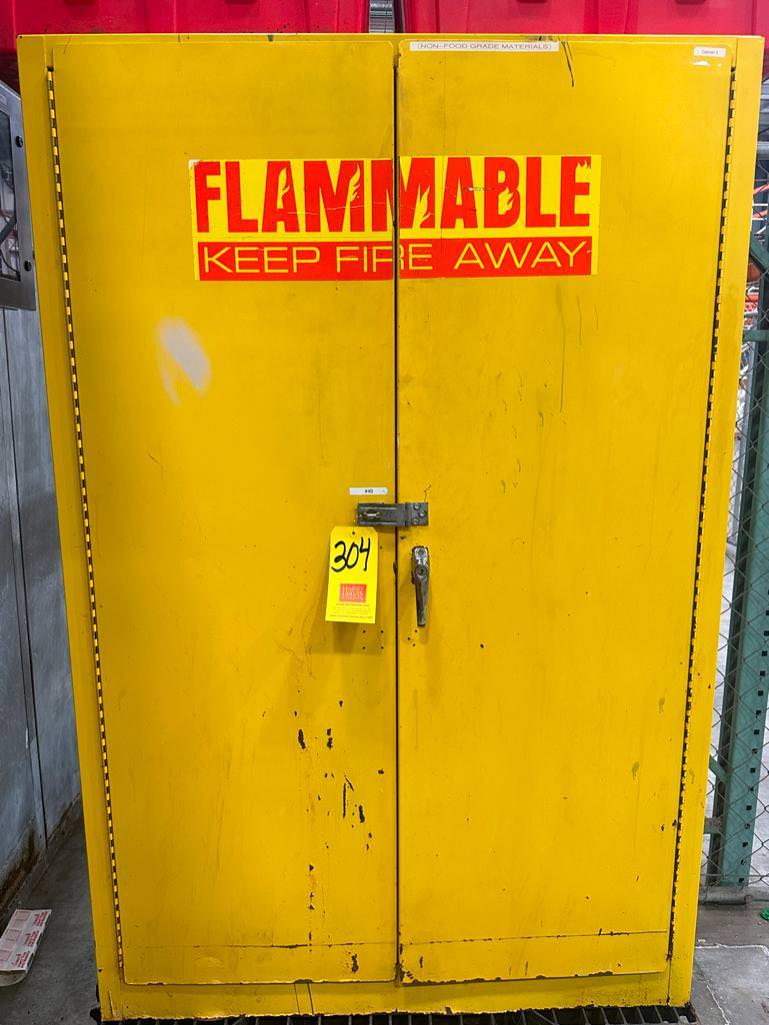 (NON-FOOD GRADE MATERIALS)
FLAMMABLE
KEEP FIRE AWAY
304